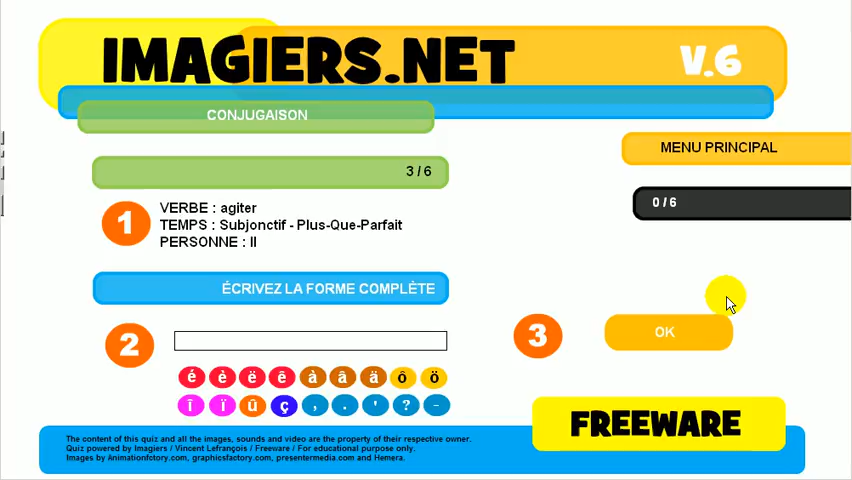 IMAGIERS.NET
V.6
CONJUGAISON
MENU PRINCIPAL
3 / 6
0 / 6
1
VERBE : agiter
TEMPS : Subjonctif - Plus-Que-Parfait
PERSONNE : II
ÉCRIVEZ LA FORME COMPLÈTE
2
3
OK
é è ë ê à â ä ô ö
î ï û ç , . ' ? -
FREEWARE
The content of this quiz and all the images, sounds and video are the property of their respective owner.
Quiz powered by Imagiers / Vincent Lefrançois / Freeware / For educational purpose only.
Images by Animationfctory.com, graphicsfactory.com, presentermedia.com and Hemera.